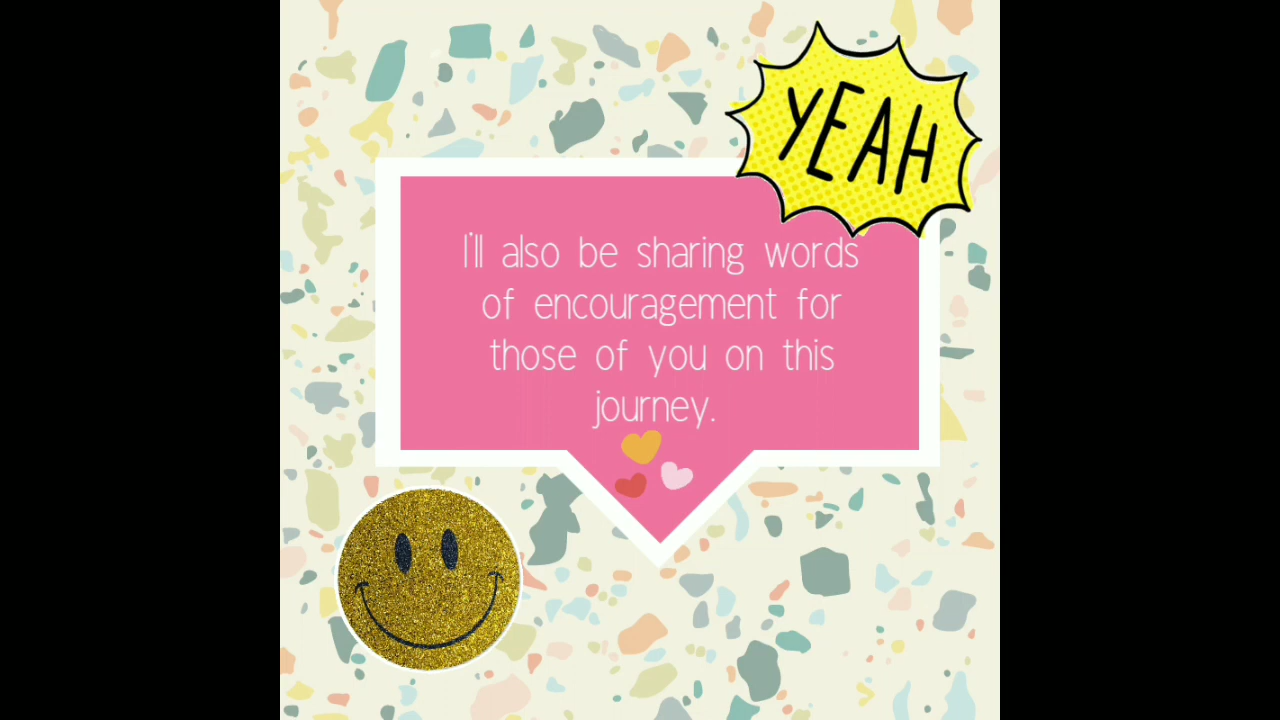 YEAH
I'll also be sharing words
of encouragement for
those of you on this
journey.